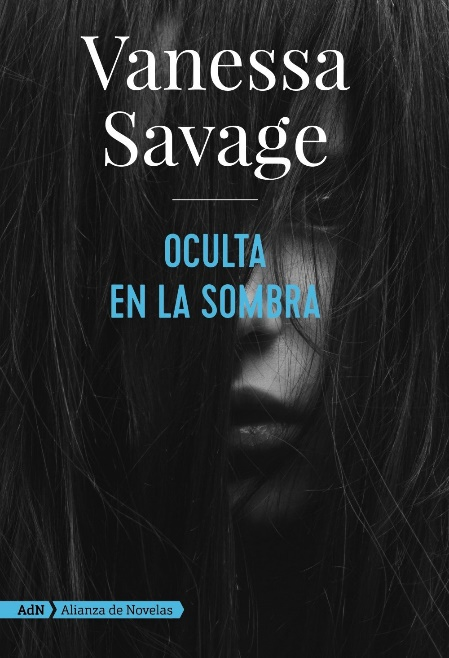 Vanessa
Savage
OCULTA
EN LA SOMBRA
AdN Alianza de Novelas